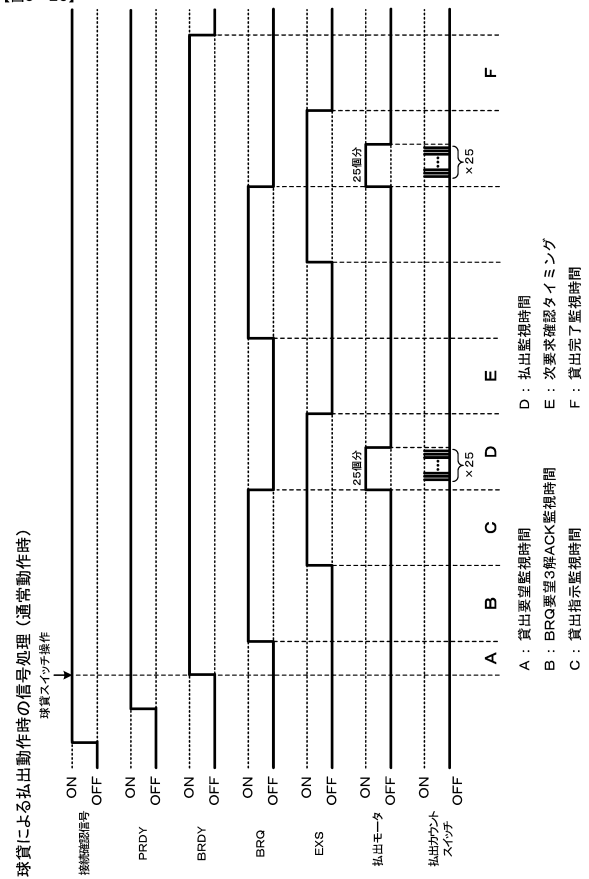 球貸による払出動作時の信号処理（通常動作時）
球貸スイッチ操作
接続確認信号
ON
OFF
PRDY
ON
OFF
BRDY
ON
OFF
BRQ
ON
OFF
EXS
ON
OFF
払出モータ
ON
OFF
25個分
25個分
払出カウント
スイッチ
ON
OFF
×25
×25
A
B
C
D
E
F
A：貸出要望監視時間
B：BRQ要望3解ACK監視時間
C：貸出指示監視時間
D：払出監視時間
E：次要求確認タイミング
F：貸出完了監視時間